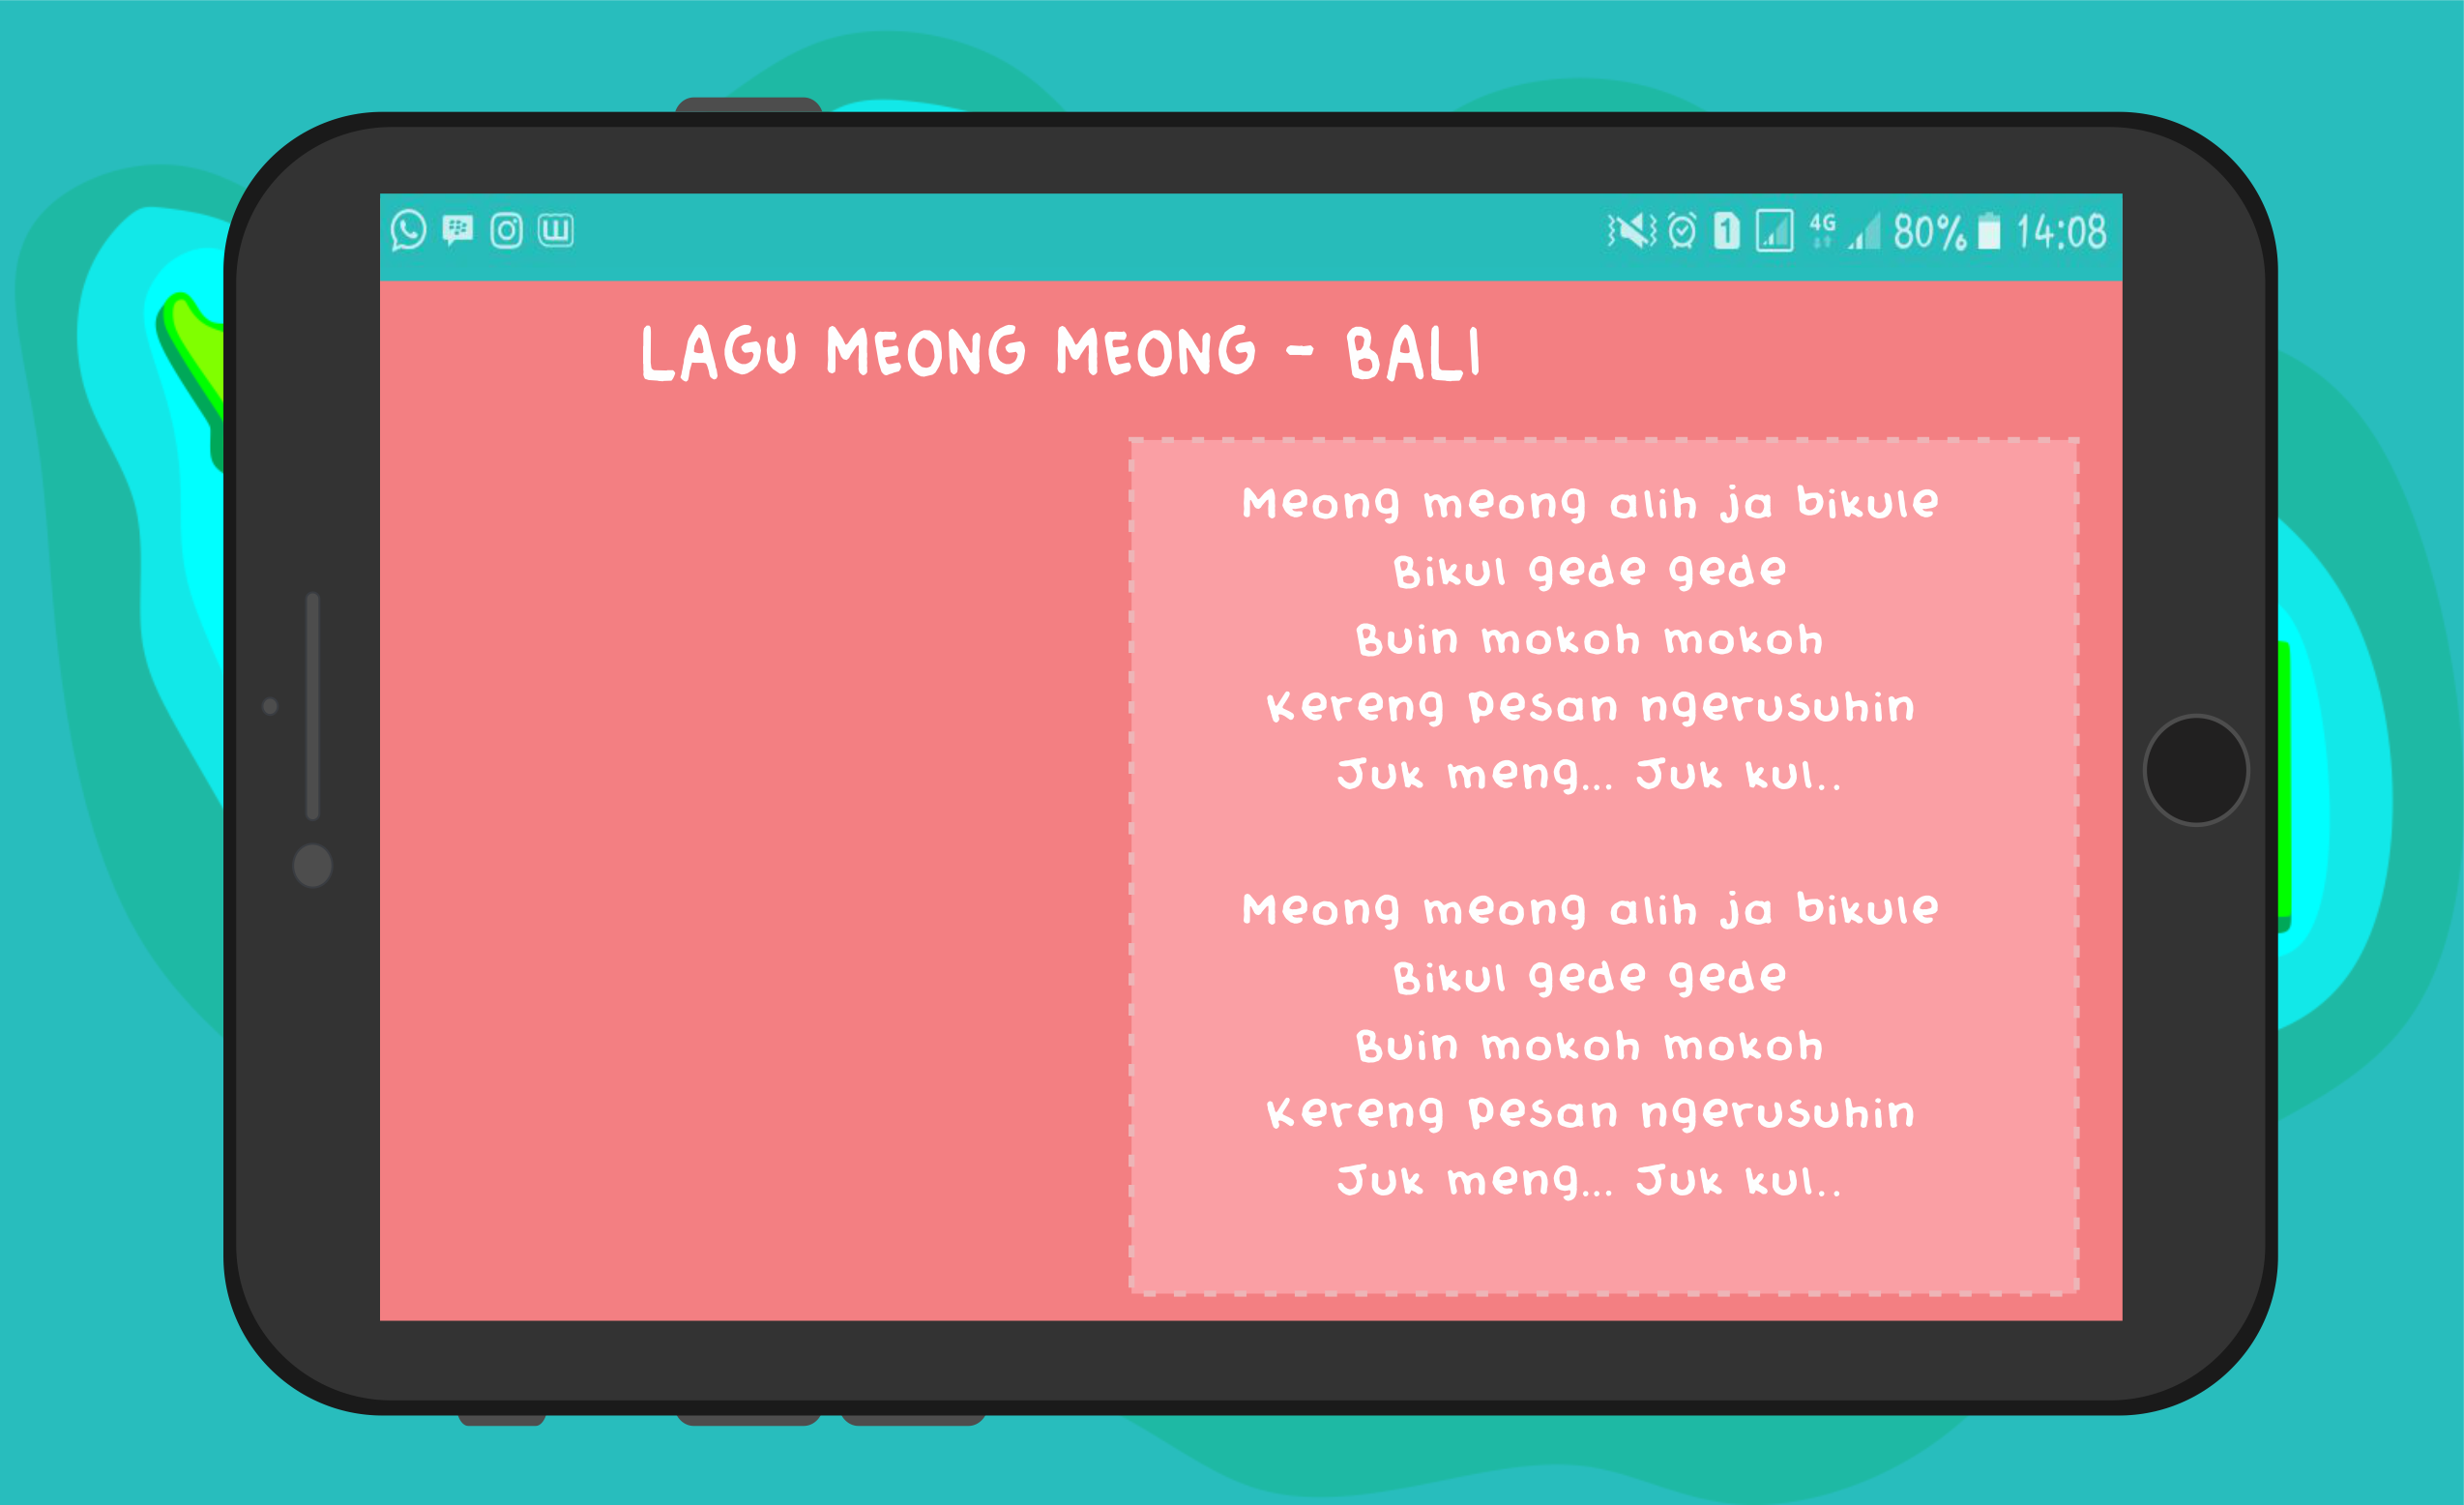 4G 80% 14:08
1
LAGU MEONG MEONG - BALI
Meong meong alih ja bikule
Bikul gede gede
Buin mokoh mokoh
Kereng pesan ngerusuhin
Juk meng... Juk kul..
Meong meong alih ja bikule
Bikul gede gede
Buin mokoh mokoh
Kereng pesan ngerusuhin
Juk meng... Juk kul..